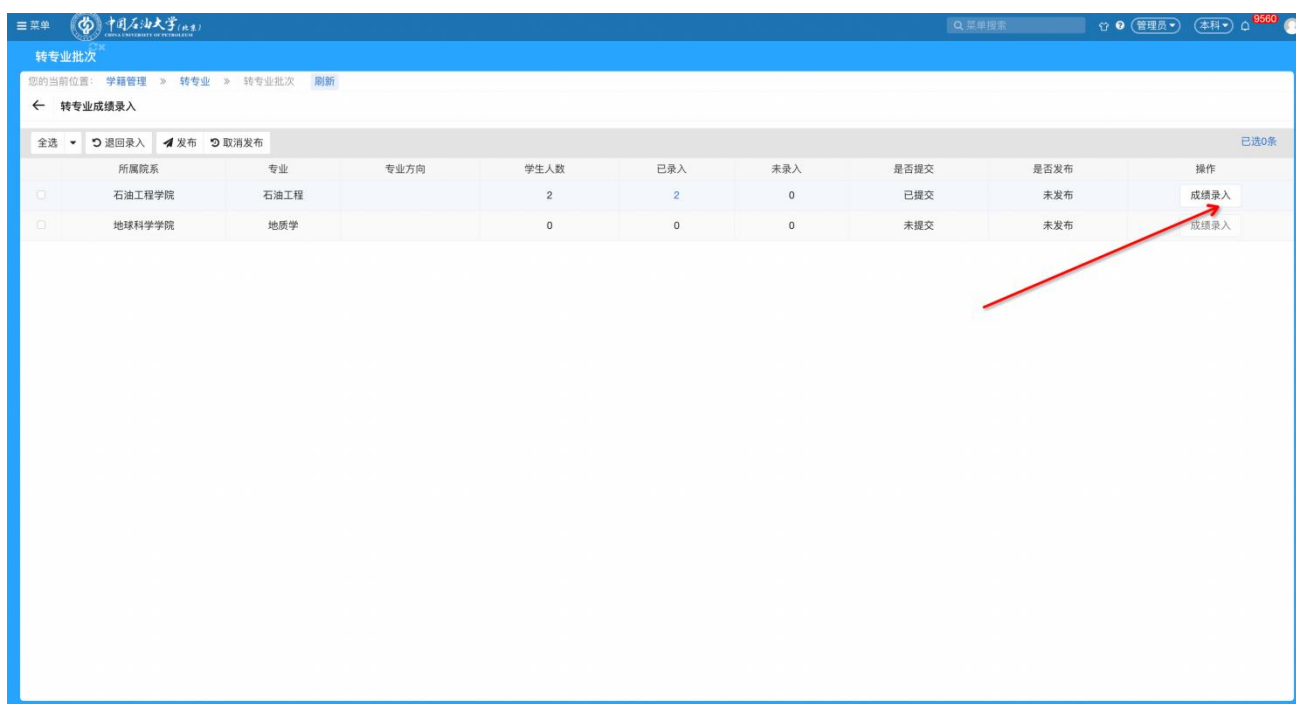 菜单 中国石油大学(北京) 菜单搜索 管理员 本科 9560
CHINA UNIVERSITY OF PETROLEUM
转专业批次
您的当前位置: 学籍管理 » 转专业 » 转专业批次 刷新
← 转专业成绩录入
全选 退回录入 发布 取消发布 已选0条
所属院系 专业 专业方向 学生人数 已录入 未录入 是否提交 是否发布 操作
石油工程学院 石油工程 2 2 0 已提交 未发布 成绩录入
地球科学学院 地质学 0 0 0 未提交 未发布 成绩录入